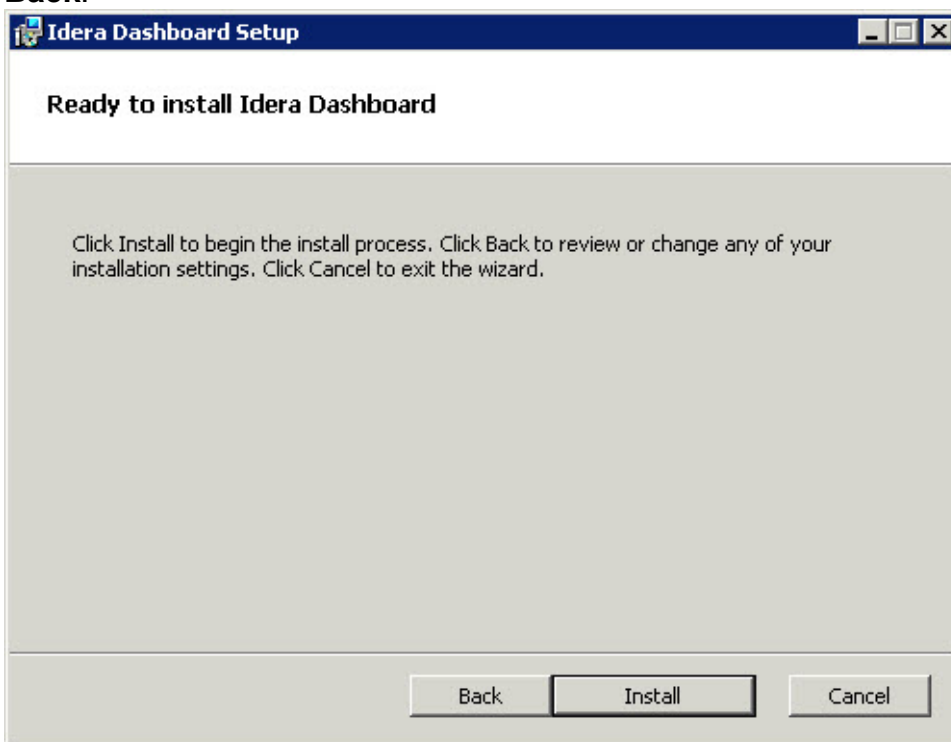 Back.
Idera Dashboard Setup
Ready to install Idera Dashboard
Click Install to begin the install process. Click Back to review or change any of your
installation settings. Click Cancel to exit the wizard.
Back Install Cancel